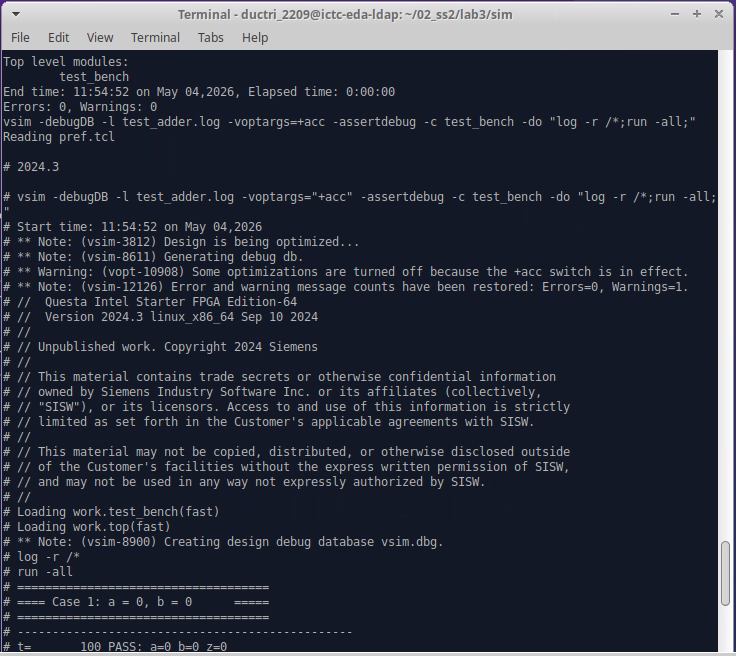 Terminal - ductri_2209@ictc-eda-ldap: ~/02_ss2/lab3/sim
File Edit View Terminal Tabs Help
Top level modules:
        test_bench
End time: 11:54:52 on May 04,2026, Elapsed time: 0:00:00
Errors: 0, Warnings: 0
vsim -debugDB -l test_adder.log -voptargs=+acc -assertdebug -c test_bench -do "log -r /*;run -all;"
Reading pref.tcl

# 2024.3

# vsim -debugDB -l test_adder.log -voptargs="+acc" -assertdebug -c test_bench -do "log -r /*;run -all;
"
# Start time: 11:54:52 on May 04,2026
# ** Note: (vsim-3812) Design is being optimized...
# ** Note: (vsim-8611) Generating debug db.
# ** Warning: (vopt-10908) Some optimizations are turned off because the +acc switch is in effect.
# ** Note: (vsim-12126) Error and warning message counts have been restored: Errors=0, Warnings=1.
# //  Questa Intel Starter FPGA Edition-64
# //  Version 2024.3 linux_x86_64 Sep 10 2024
# //
# // Unpublished work. Copyright 2024 Siemens
# //
# // This material contains trade secrets or otherwise confidential information
# // owned by Siemens Industry Software Inc. or its affiliates (collectively,
# // "SISW"), or its licensors. Access to and use of this information is strictly
# // limited as set forth in the Customer's applicable agreements with SISW.
# //
# // This material may not be copied, distributed, or otherwise disclosed outside
# // of the Customer's facilities without the express written permission of SISW,
# // and may not be used in any way not expressly authorized by SISW.
# //
# Loading work.test_bench(fast)
# Loading work.top(fast)
# ** Note: (vsim-8900) Creating design debug database vsim.dbg.
# log -r /*
# run -all
# ====================================
# ==== Case 1: a = 0, b = 0      =====
# ====================================
# ------------------------------------------------
# t=       100 PASS: a=0 b=0 z=0